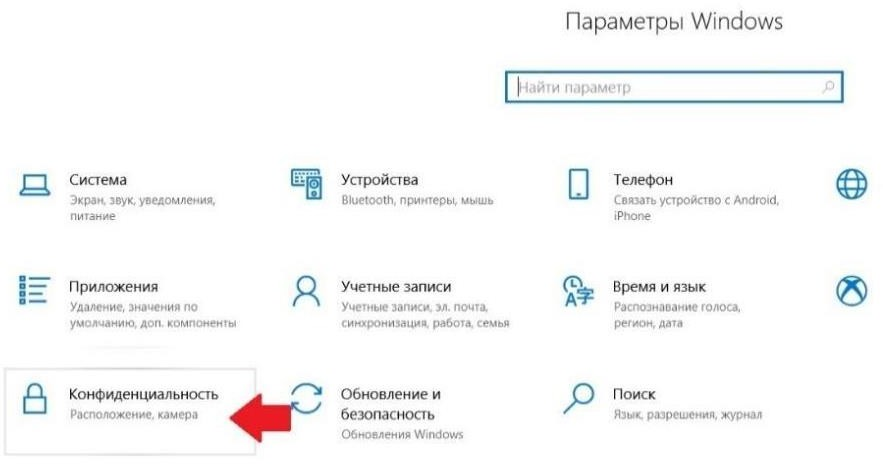 Параметры Windows
Найти параметр
Система
Экран, звук, уведомления,
питание
Устройства
Bluetooth, принтеры, мышь
Телефон
Связать устройство с Android,
iPhone
Приложения
Удаление, значения по
умолчанию, доп. компоненты
Учетные записи
Учетные записи, эл. почта,
синхронизация, работа, семья
Время и язык
Распознавание голоса,
регион, дата
Конфиденциальность
Расположение, камера
Обновление и
безопасность
Обновления Windows
Поиск
Язык, разрешения, журнал